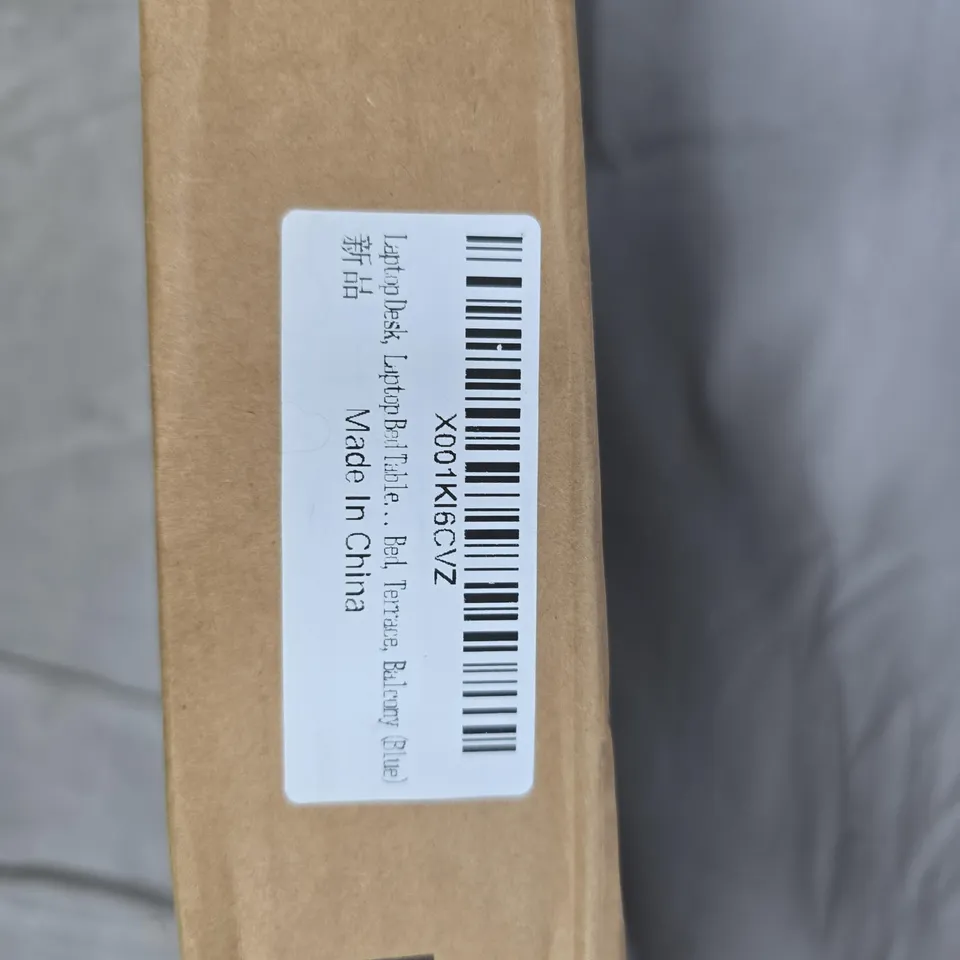 X001KI6CVZ
LaptopDesk, LaptopBedTable... Bed, Terrace, Balcony (Blue)
新品
Made In China